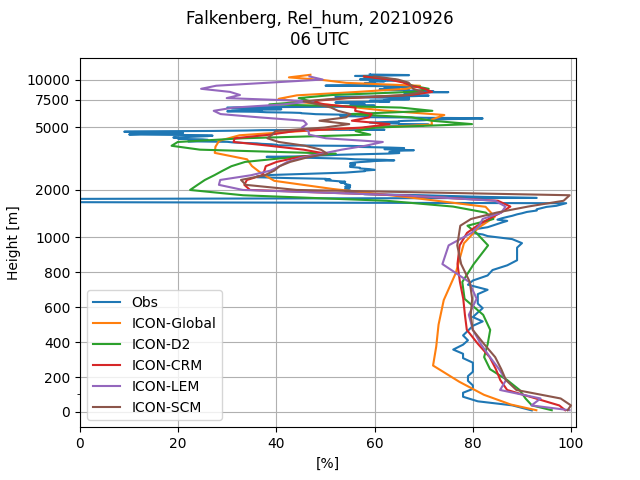 Falkenberg, Rel_hum, 20210926
06 UTC
Height [m]
10000
7500
5000
2000
1000
800
600
400
200
0
Obs
ICON-Global
ICON-D2
ICON-CRM
ICON-LEM
ICON-SCM
0 20 40 60 80 100
[%]